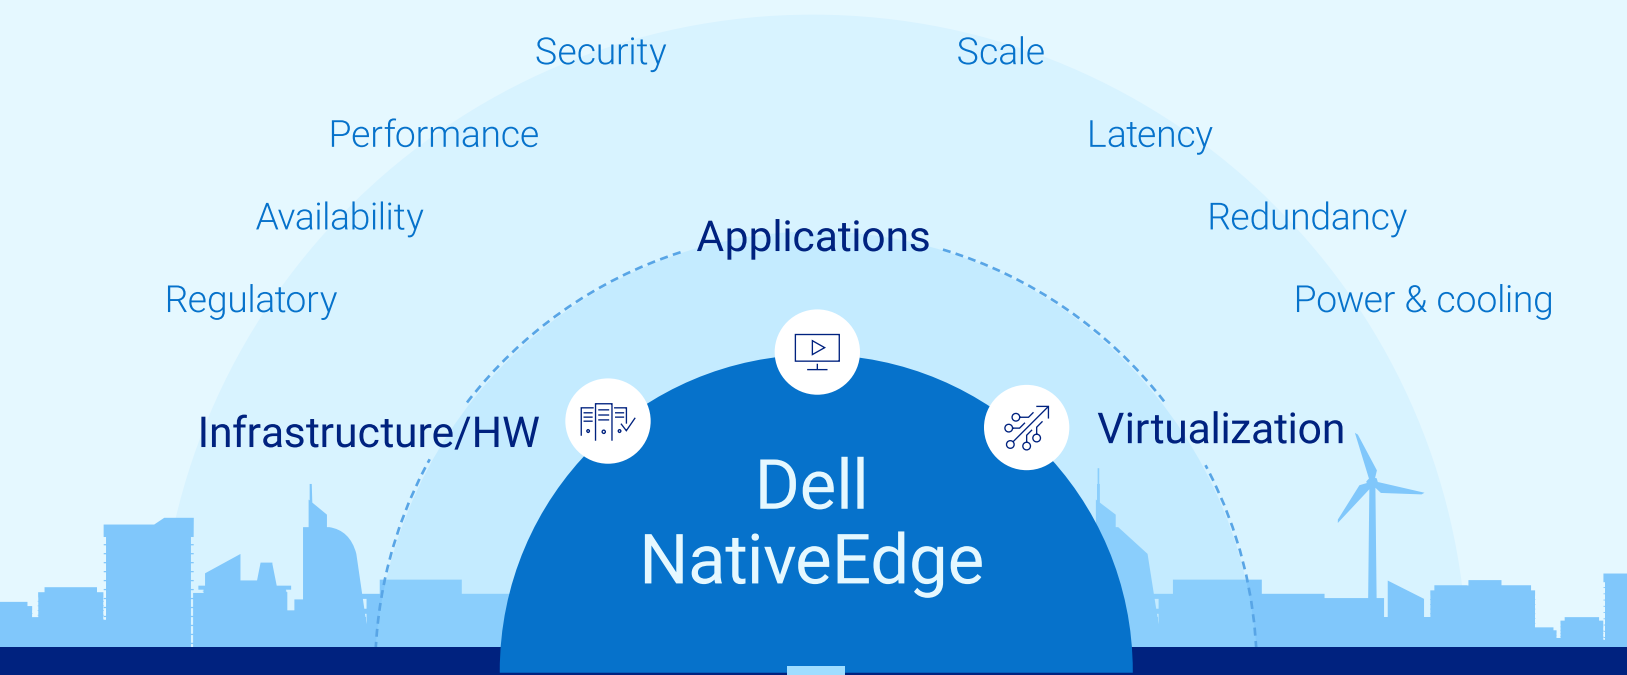 Security
Scale
Performance
Latency
Availability
Redundancy
Applications
Regulatory
Power & cooling
Infrastructure/HW
Virtualization
Dell
NativeEdge